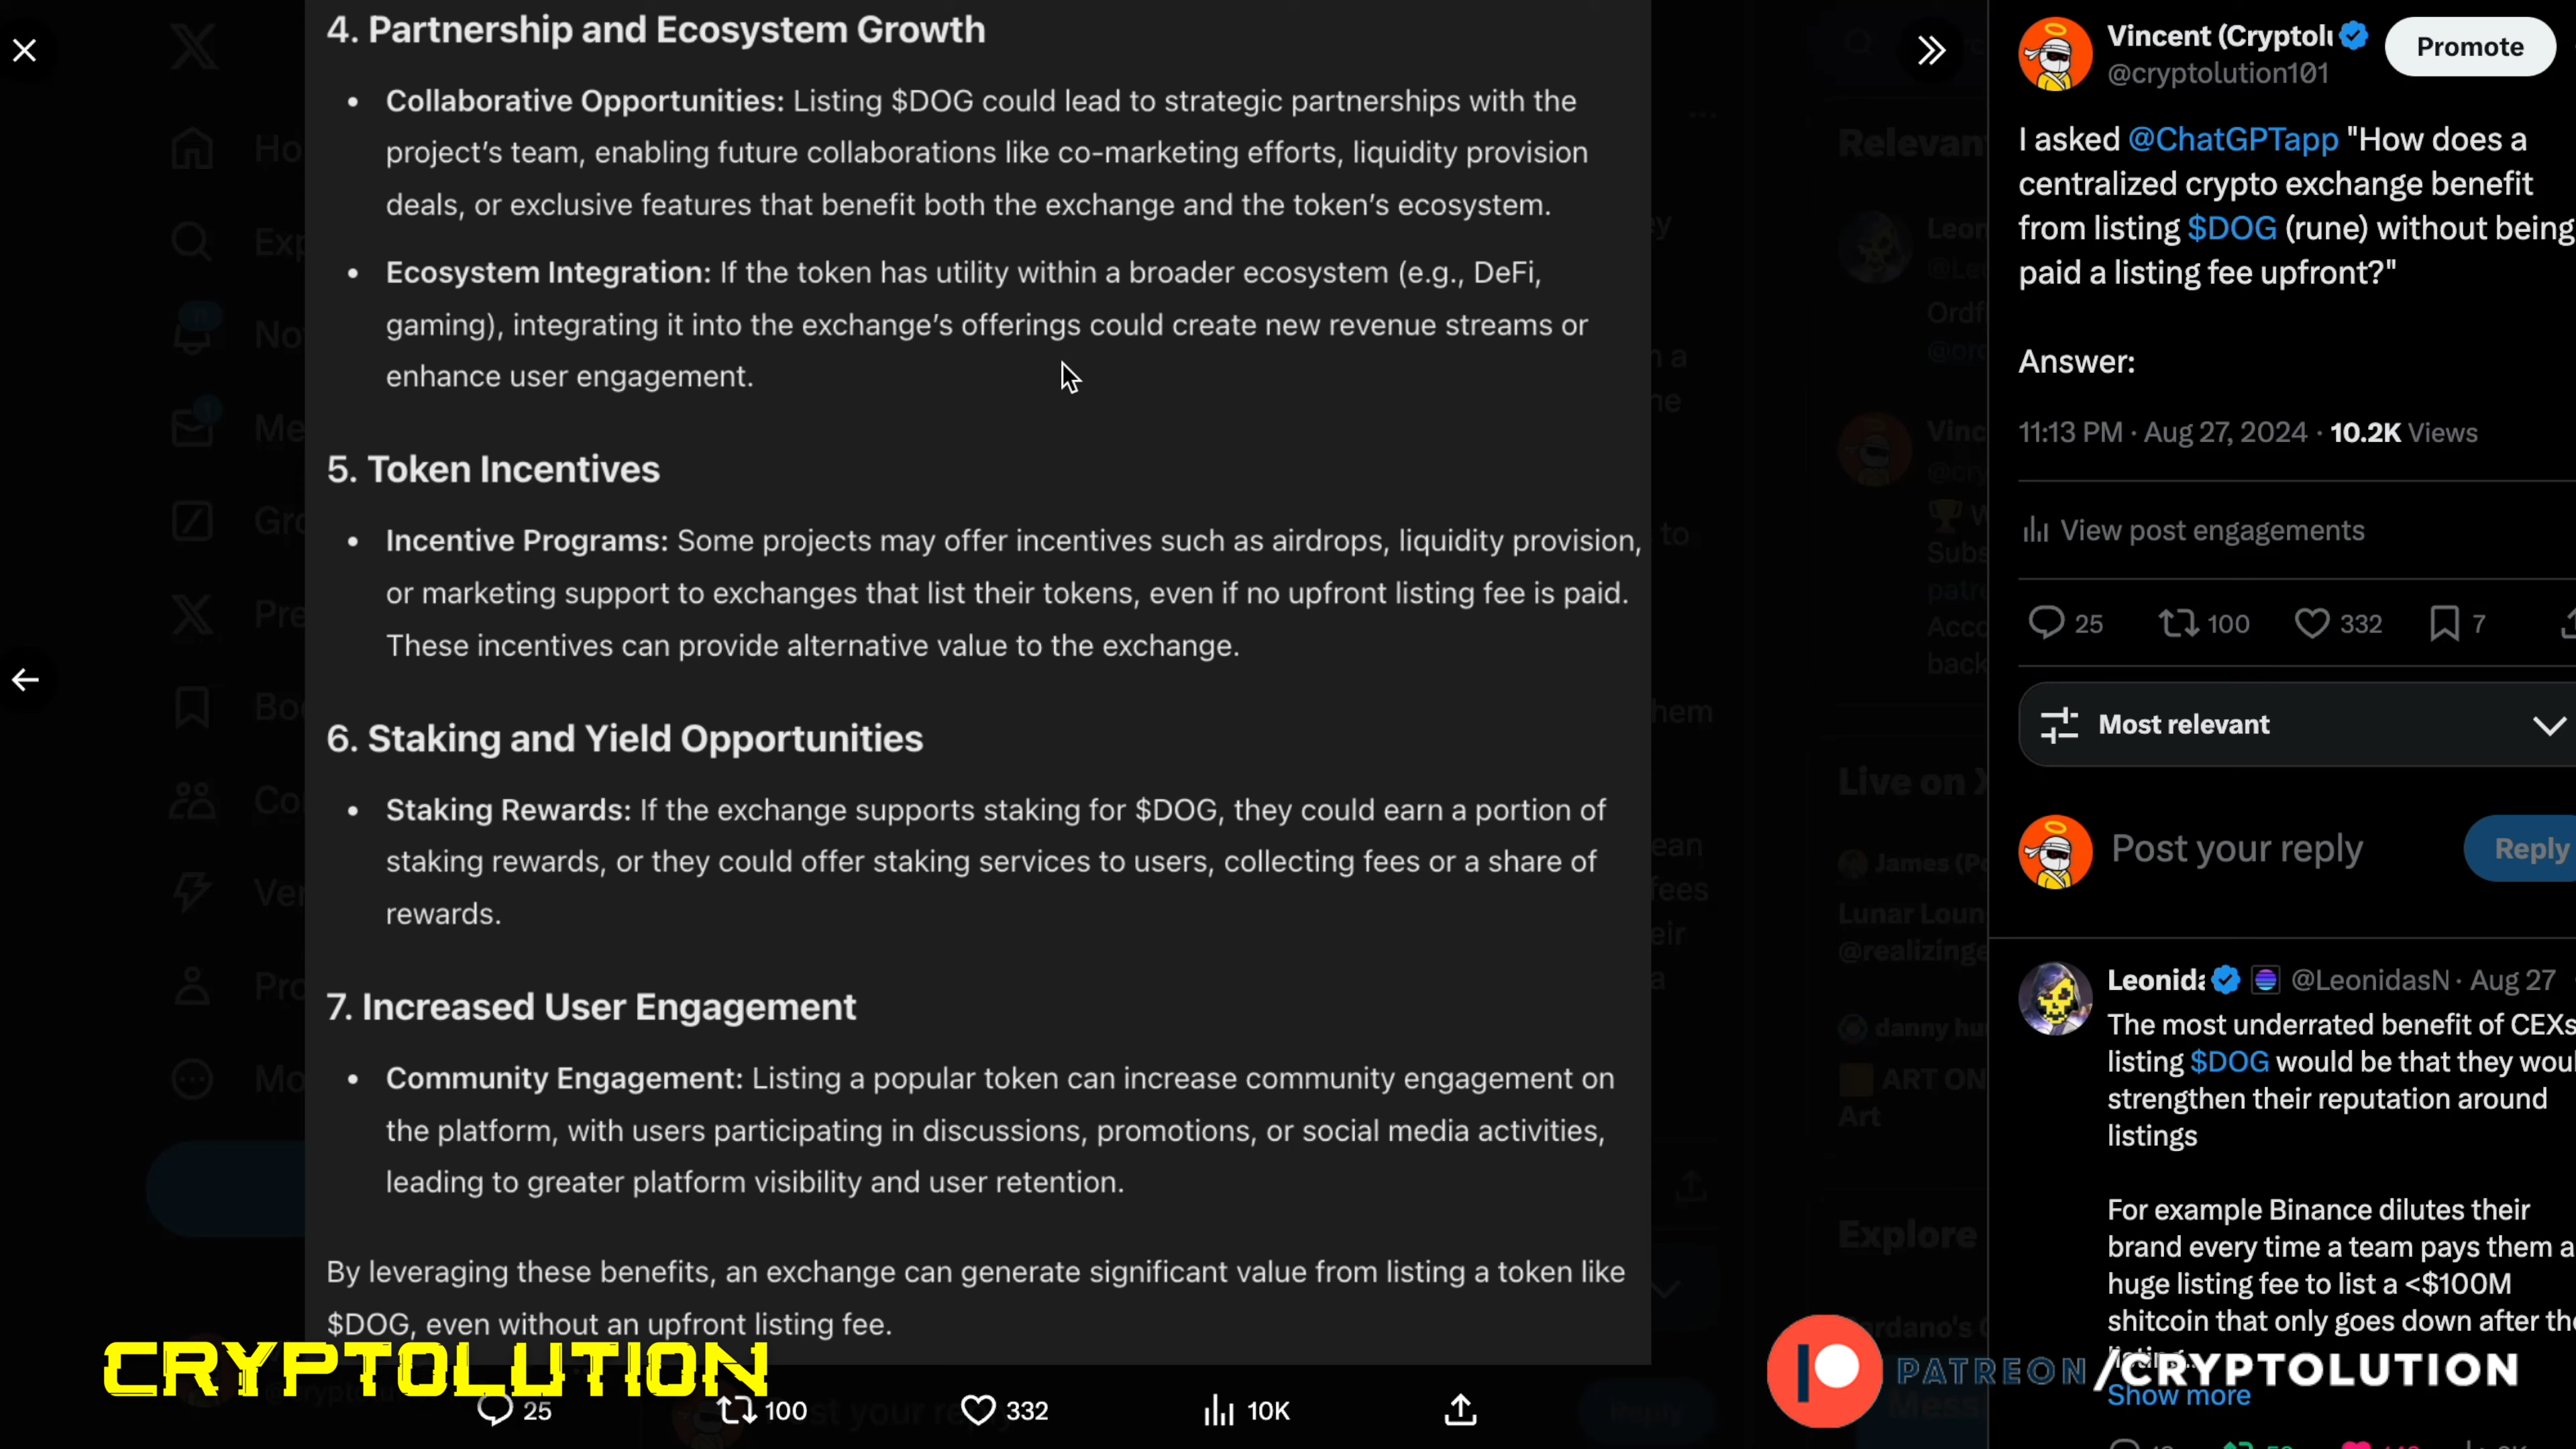 4. Partnership and Ecosystem Growth
• Collaborative Opportunities: Listing $DOG could lead to strategic partnerships with the
project's team, enabling future collaborations like co-marketing efforts, liquidity provision
deals, or exclusive features that benefit both the exchange and the token's ecosystem.
• Ecosystem Integration: If the token has utility within a broader ecosystem (e.g., DeFi,
gaming), integrating it into the exchange's offerings could create new revenue streams or
enhance user engagement.
5. Token Incentives
• Incentive Programs: Some projects may offer incentives such as airdrops, liquidity provision,
or marketing support to exchanges that list their tokens, even if no upfront listing fee is paid.
These incentives can provide alternative value to the exchange.
6. Staking and Yield Opportunities
• Staking Rewards: If the exchange supports staking for $DOG, they could earn a portion of
staking rewards, or they could offer staking services to users, collecting fees or a share of
rewards.
7. Increased User Engagement
• Community Engagement: Listing a popular token can increase community engagement on
the platform, with users participating in discussions, promotions, or social media activities,
leading to greater platform visibility and user retention.
By leveraging these benefits, an exchange can generate significant value from listing a token like
$DOG, even without an upfront listing fee.
CRYPTOLUTION
25 100 332 10K
Vincent (Cryptolu
Promote
@cryptolution101
I asked @ChatGPTapp "How does a
centralized crypto exchange benefit
from listing $DOG (rune) without being
paid a listing fee upfront?"
Answer:
11:13 PM · Aug 27, 2024 · 10.2K Views
View post engagements
25 100 332 7
Most relevant
Post your reply
Reply
Leonida @LeonidasN · Aug 27
The most underrated benefit of CEXs
listing $DOG would be that they woul
strengthen their reputation around
listings
For example Binance dilutes their
brand every time a team pays them a
huge listing fee to list a <$100M
shitcoin that only goes down after the
listing...
PATREON/CRYPTOLUTION
Show more
Relevan
Live on X
Lunar Loun
@realizinge
ART ON
Art
Explore